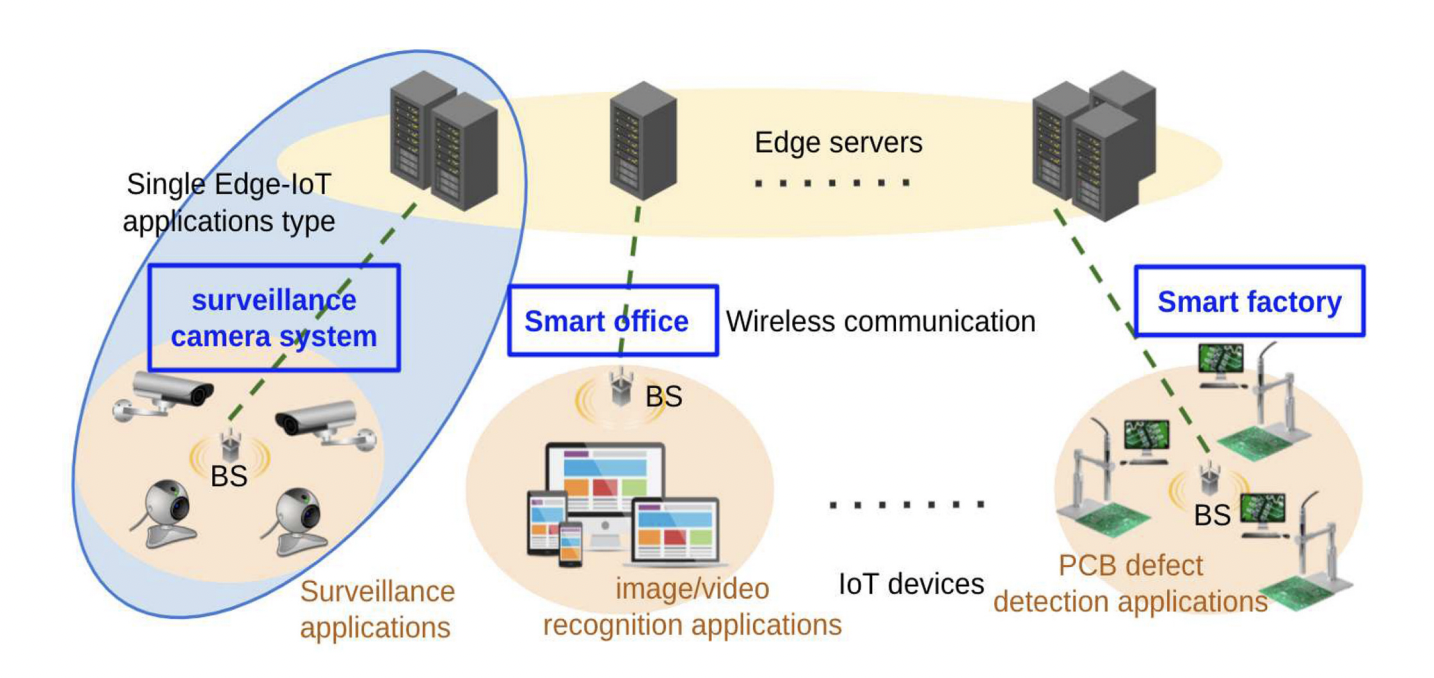 Edge servers
Single Edge-IoT
applications type
surveillance
camera system
Smart office
Wireless communication
Smart factory
BS
BS
BS
Surveillance
applications
image/video
recognition applications
IoT devices
PCB defect
detection applications